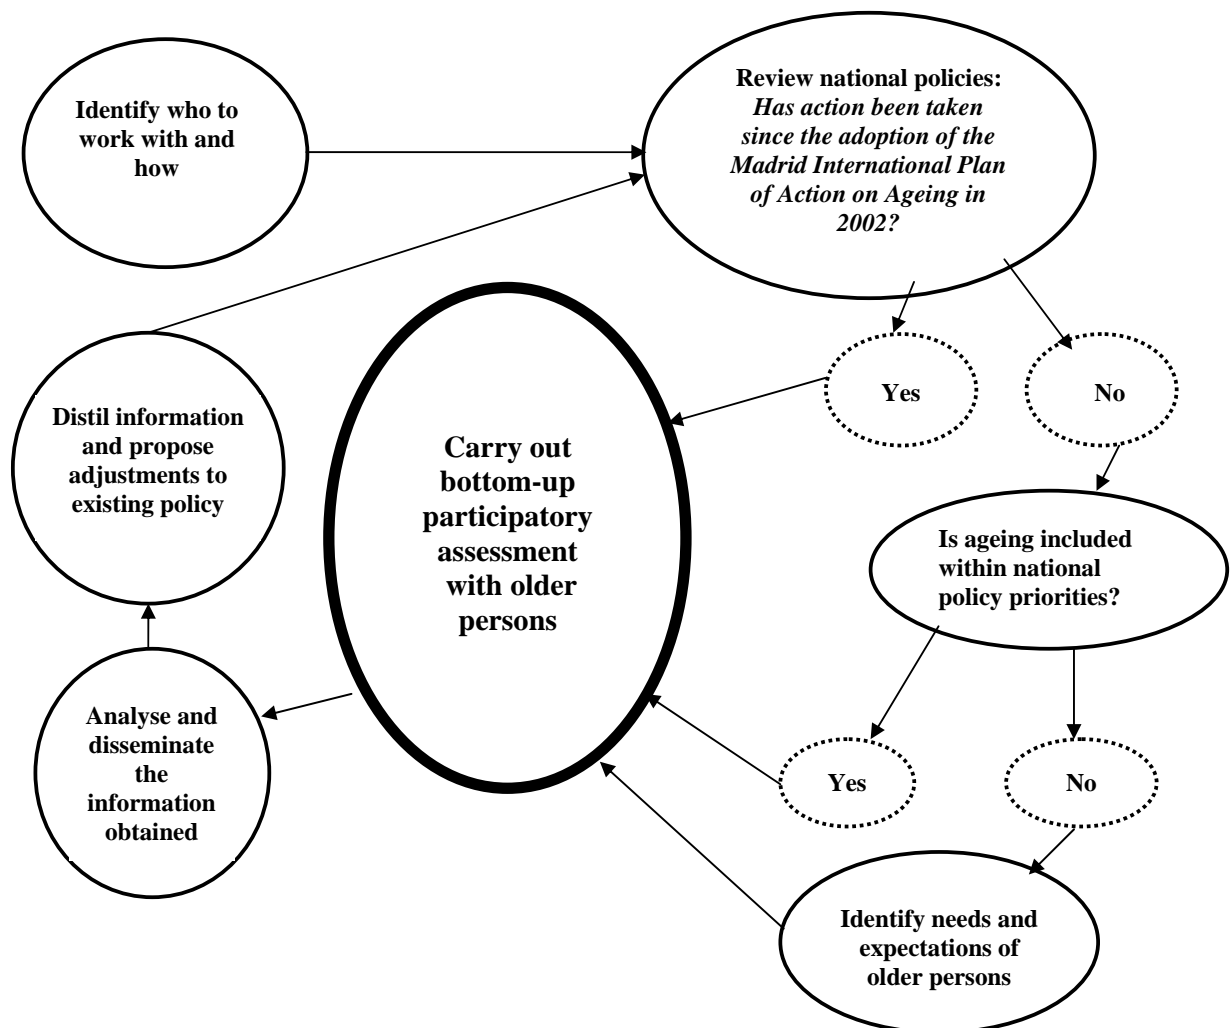 Identify who to
work with and
how
Review national policies:
Has action been taken
since the adoption of the
Madrid International Plan
of Action on Ageing in
2002?
Yes
No
Distil information
and propose
adjustments to
existing policy
Carry out
bottom-up
participatory
assessment
with older
persons
Is ageing included
within national
policy priorities?
Analyse and
disseminate
the
information
obtained
Yes
No
Identify needs and
expectations of
older persons